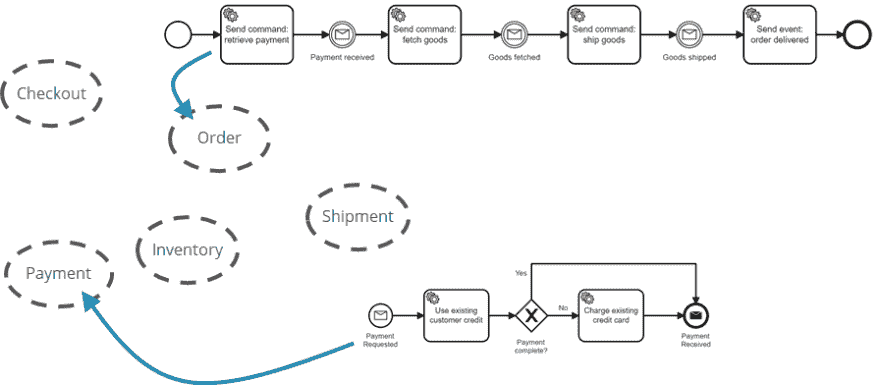 Send command:
retrieve payment
Payment received
Send command:
fetch goods
Goods fetched
Send command:
ship goods
Goods shipped
Send event:
order delivered
Checkout
Order
Shipment
Inventory
Payment
Payment
Requested
Use existing
customer credit
Yes
Payment
complete?
No
Charge existing
credit card
Payment
Received